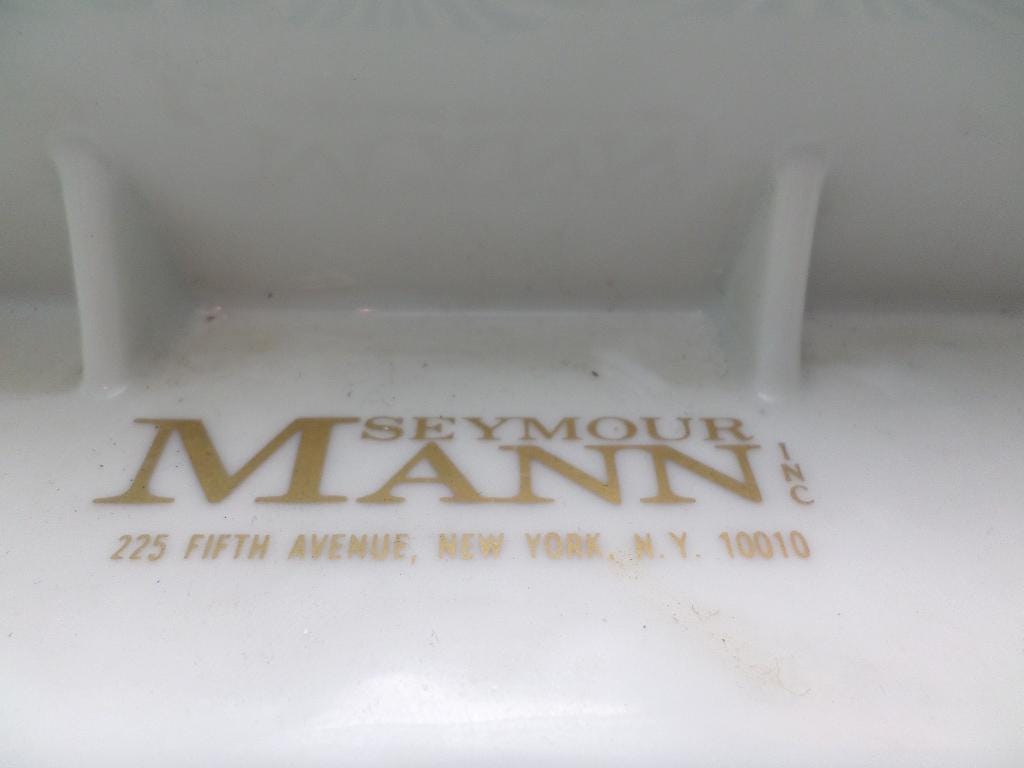 SEYMOUR
MANN INC
225 FIFTH AVENUE, NEW YORK, N.Y. 10010